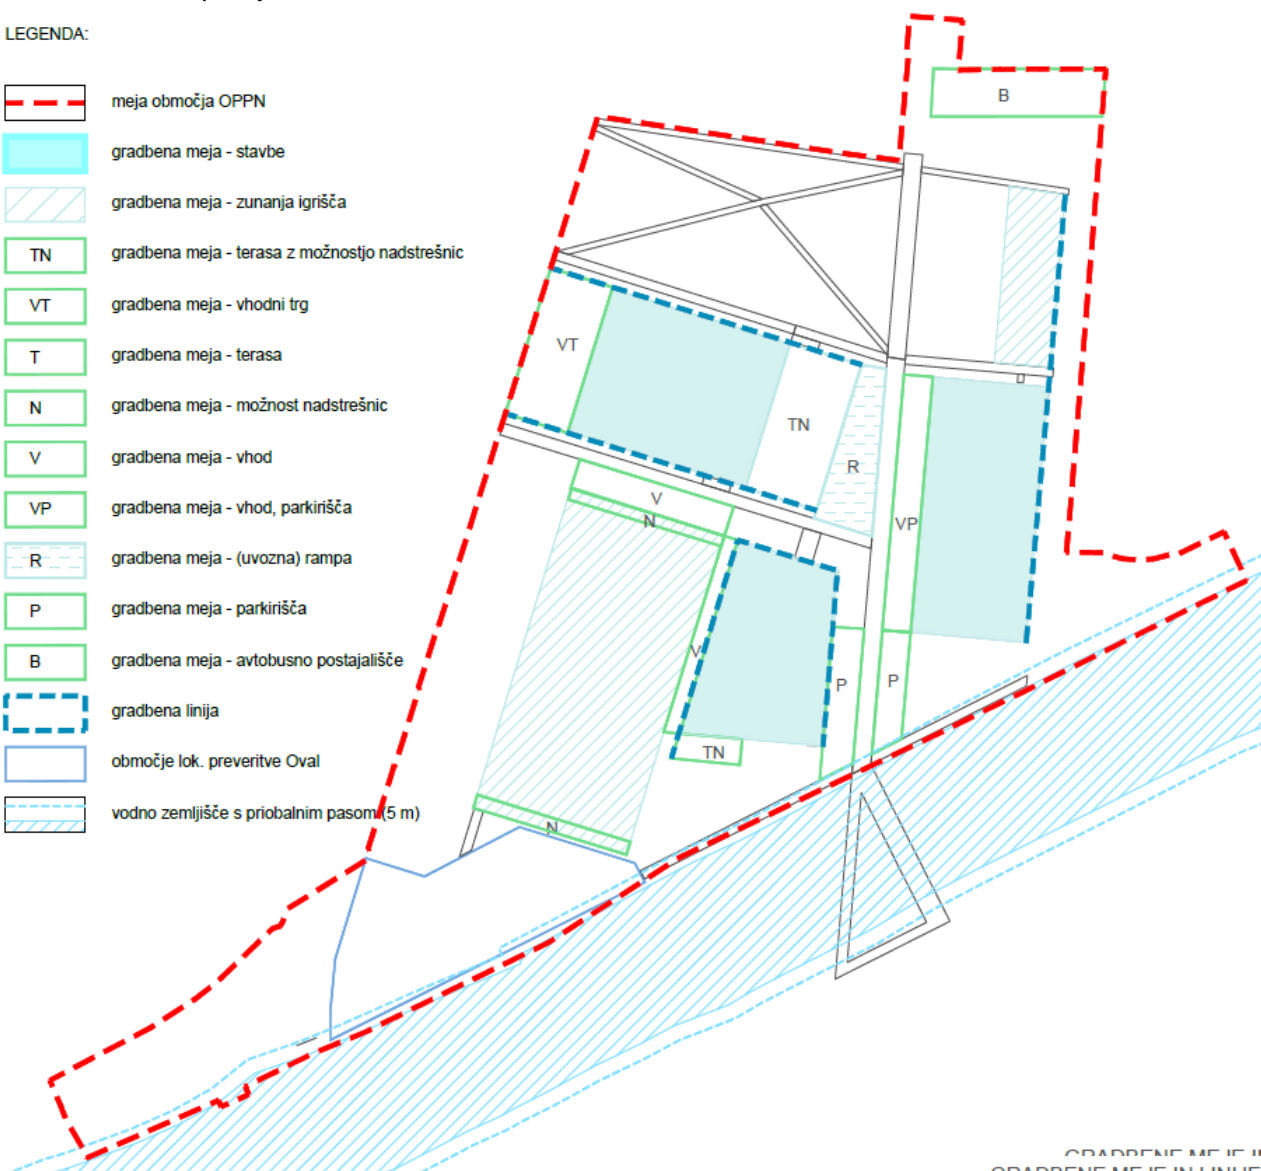 LEGENDA:
meja območja OPPN
gradbena meja - stavbe
gradbena meja - zunanja igrišča
TN gradbena meja - terasa z možnostjo nadstrešnic
VT gradbena meja - vhodni trg
T gradbena meja - terasa
N gradbena meja - možnost nadstrešnic
V gradbena meja - vhod
VP gradbena meja - vhod, parkirišča
R gradbena meja - (uvozna) rampa
P gradbena meja - parkirišča
B gradbena meja - avtobusno postajališče
gradbena linija
območje lok. preveritve Oval
vodno zemljišče s priobalnim pasom (5 m)
B
VT
TN
R
V
N
VP
V
P
P
TN
N